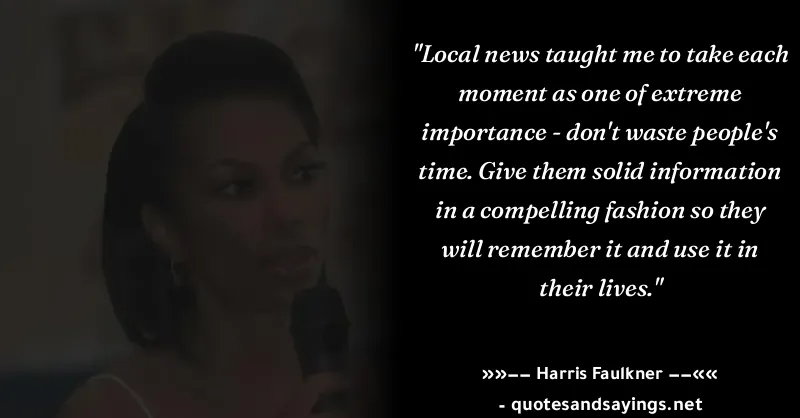 "Local news taught me to take each
moment as one of extreme
importance - don't waste people's
time. Give them solid information
in a compelling fashion so they
will remember it and use it in
their lives."
»»—— Harris Faulkner ——««
- quotesandsayings.net